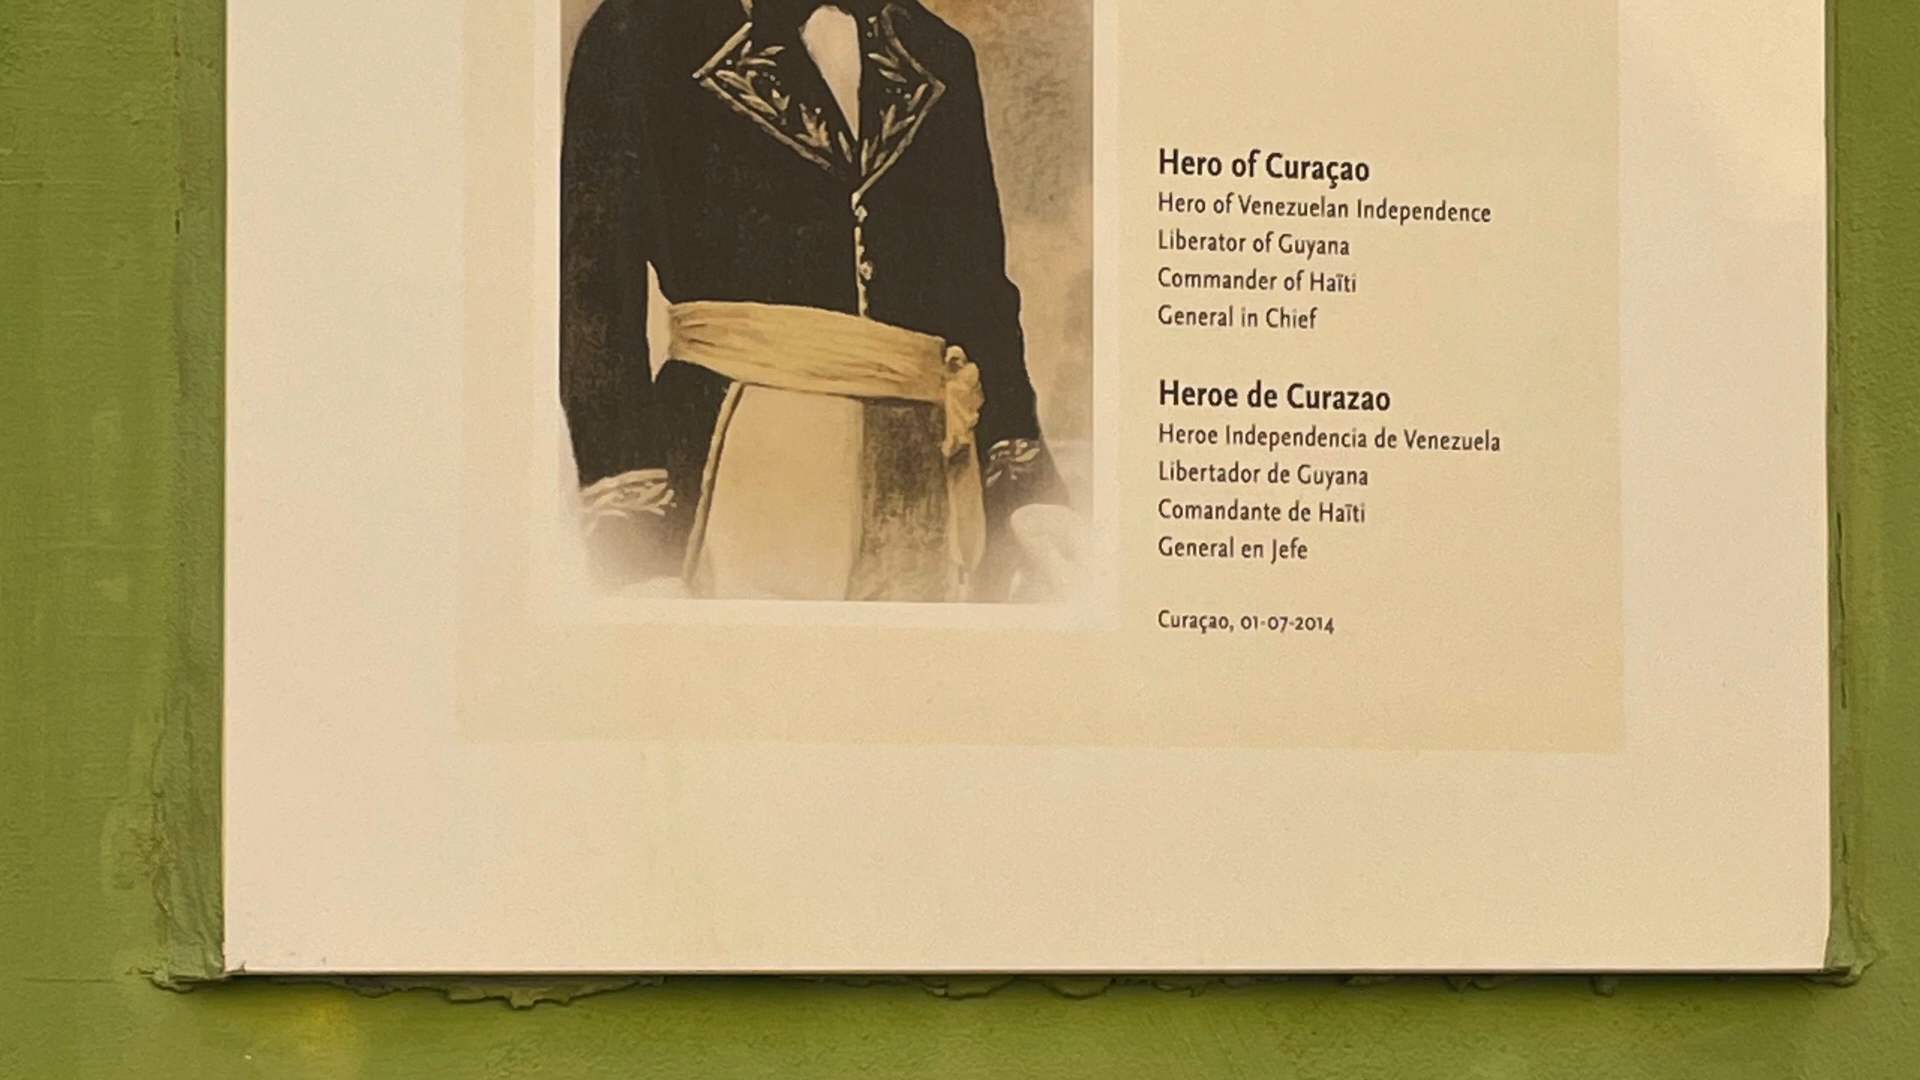 Hero of Curaçao
Hero of Venezuelan Independence
Liberator of Guyana
Commander of Haïti
General in Chief
Heroe de Curazao
Heroe Independencia de Venezuela
Libertador de Guyana
Comandante de Haïti
General en Jefe
Curaçao, 01-07-2014